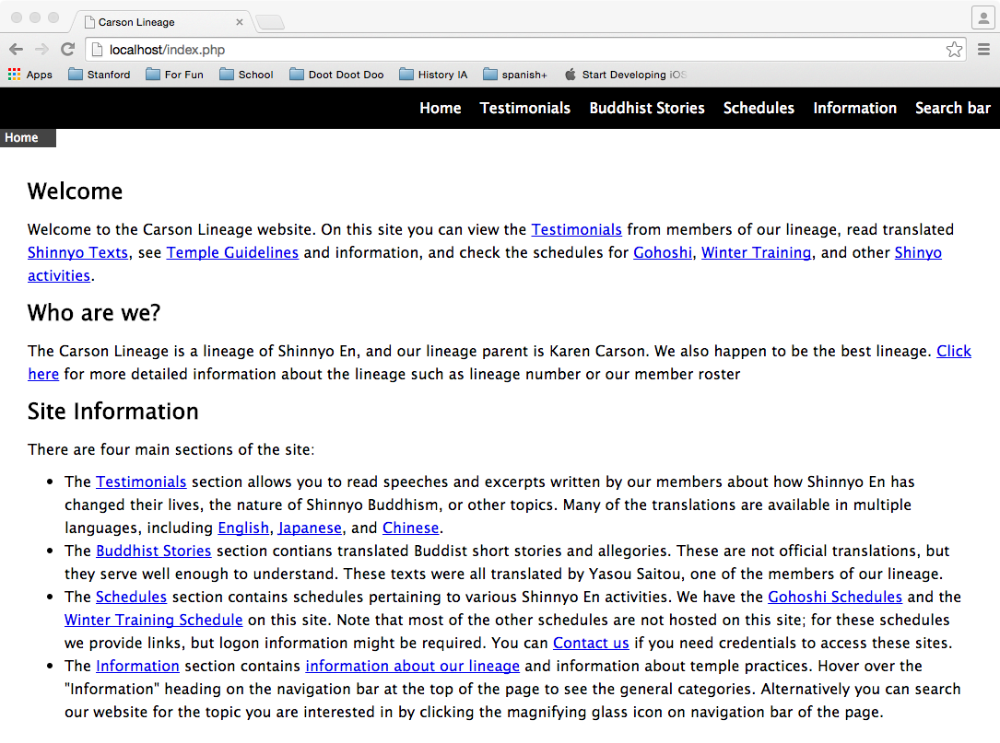 Carson Lineage
localhost/index.php
Apps Stanford For Fun School Doot Doot Doo History IA spanish+ Start Developing iOS
Home Testimonials Buddhist Stories Schedules Information Search bar
Home
Welcome
Welcome to the Carson Lineage website. On this site you can view the Testimonials from members of our lineage, read translated
Shinnyo Texts, see Temple Guidelines and information, and check the schedules for Gohoshi, Winter Training, and other Shinyo
activities.
Who are we?
The Carson Lineage is a lineage of Shinnyo En, and our lineage parent is Karen Carson. We also happen to be the best lineage. Click
here for more detailed information about the lineage such as lineage number or our member roster
Site Information
There are four main sections of the site:
• The Testimonials section allows you to read speeches and excerpts written by our members about how Shinnyo En has
changed their lives, the nature of Shinnyo Buddhism, or other topics. Many of the translations are available in multiple
languages, including English, Japanese, and Chinese.
• The Buddhist Stories section contians translated Buddist short stories and allegories. These are not official translations, but
they serve well enough to understand. These texts were all translated by Yasou Saitou, one of the members of our lineage.
• The Schedules section contains schedules pertaining to various Shinnyo En activities. We have the Gohoshi Schedules and the
Winter Training Schedule on this site. Note that most of the other schedules are not hosted on this site; for these schedules
we provide links, but logon information might be required. You can Contact us if you need credentials to access these sites.
• The Information section contains information about our lineage and information about temple practices. Hover over the
"Information" heading on the navigation bar at the top of the page to see the general categories. Alternatively you can search
our website for the topic you are interested in by clicking the magnifying glass icon on navigation bar of the page.